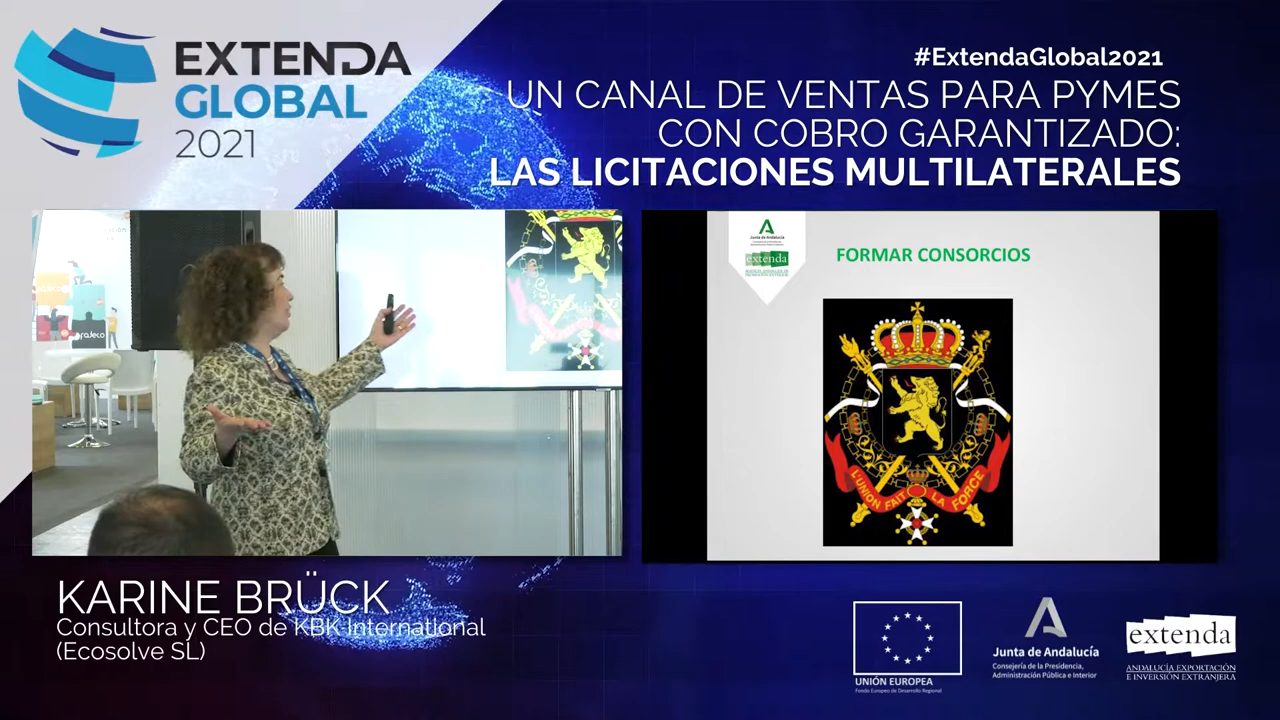 EXTENDA
GLOBAL
2021
#ExtendaGlobal2021
UN CANAL DE VENTAS PARA PYMES
CON COBRO GARANTIZADO:
LAS LICITACIONES MULTILATERALES
rajeco
Junta de Andalucía
extenda
FORMAR CONSORCIOS
L'UNION FAIT LA FORCE
KARINE BRÜCK
Consultora y CEO de KBK International
(Ecosolve SL)
UNIÓN EUROPEA
Fondo Europeo de Desarrollo Regional
Junta de Andalucía
Consejería de la Presidencia,
Administración Pública e Interior
extenda
ANDALUCÍA EXPORTACIÓN
E INVERSIÓN EXTRANJERA